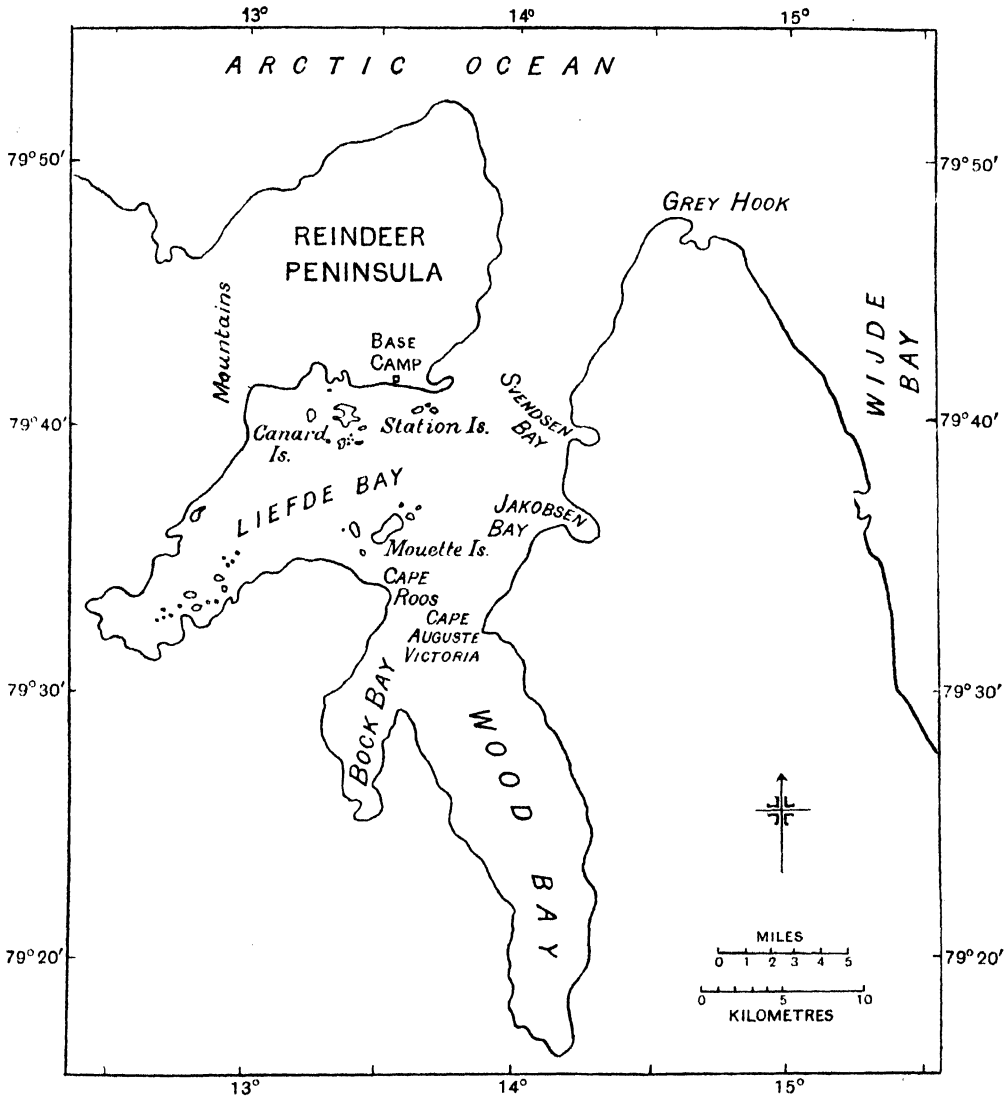 13° 14° 15°
ARCTIC OCEAN
79°50' 79°50'
GREY HOOK
REINDEER
PENINSULA
Mountains
WIJDE
BAY
BASE
CAMP
SVENDSEN
BAY
79°40' 79°40'
Canard
Is.
Station Is.
LIEFDE BAY
JAKOBSEN
BAY
Mouette Is.
CAPE
ROOS
CAPE
AUGUSTE
VICTORIA
79°30' 79°30'
BOCK BAY
WOOD BAY
MILES
0 1 2 3 4 5
79°20' 79°20'
0 5 10
KILOMETRES
13° 14° 15°